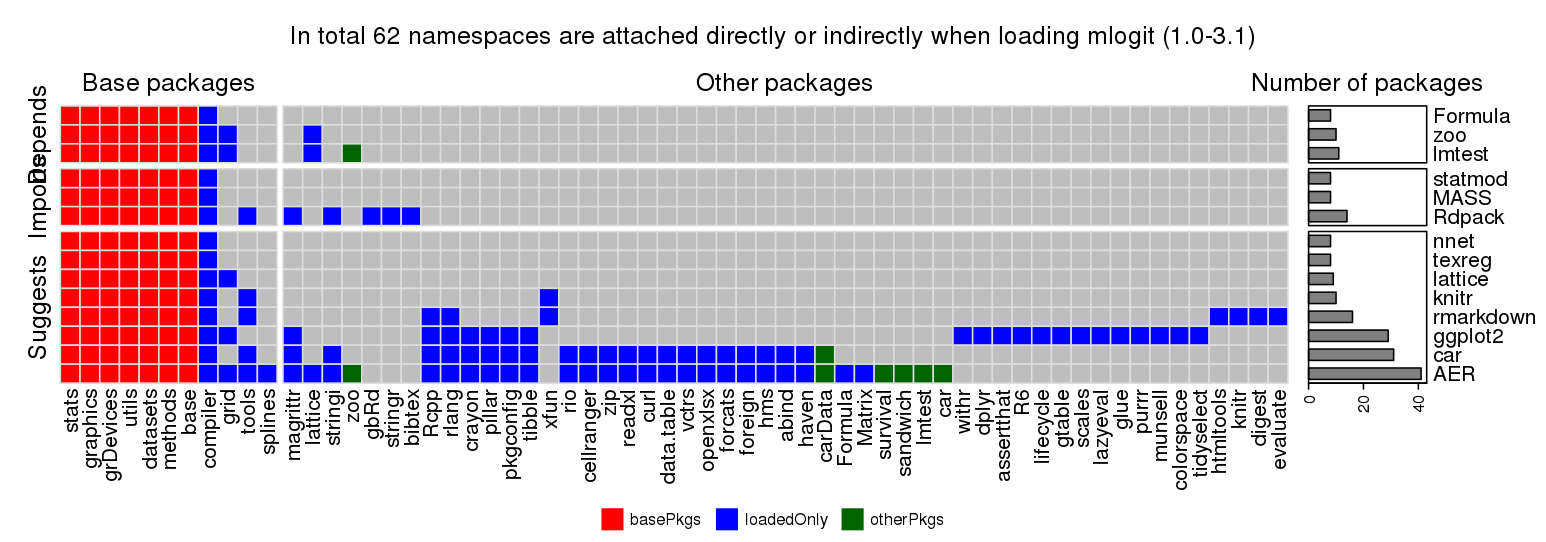 In total 62 namespaces are attached directly or indirectly when loading mlogit (1.0-3.1)
Base packages
Other packages
Number of packages
Depends
Imports
Suggests
Formula
zoo
lmtest
statmod
MASS
Rdpack
nnet
texreg
lattice
knitr
rmarkdown
ggplot2
car
AER
0
20
40
stats
graphics
grDevices
utils
datasets
methods
base
compiler
grid
tools
splines
magrittr
lattice
stringi
zoo
gbRd
stringr
bibtex
Rcpp
rlang
crayon
pillar
pkgconfig
tibble
xfun
rio
cellranger
zip
readxl
curl
vctrs
data.table
openxlsx
forcats
foreign
hms
abind
haven
carData
Formula
Matrix
survival
sandwich
lmtest
car
withr
dplyr
assertthat
R6
lifecycle
gtable
scales
lazyeval
glue
purrr
munsell
colorspace
tidyselect
htmltools
knitr
digest
evaluate
basePkgs
loadedOnly
otherPkgs